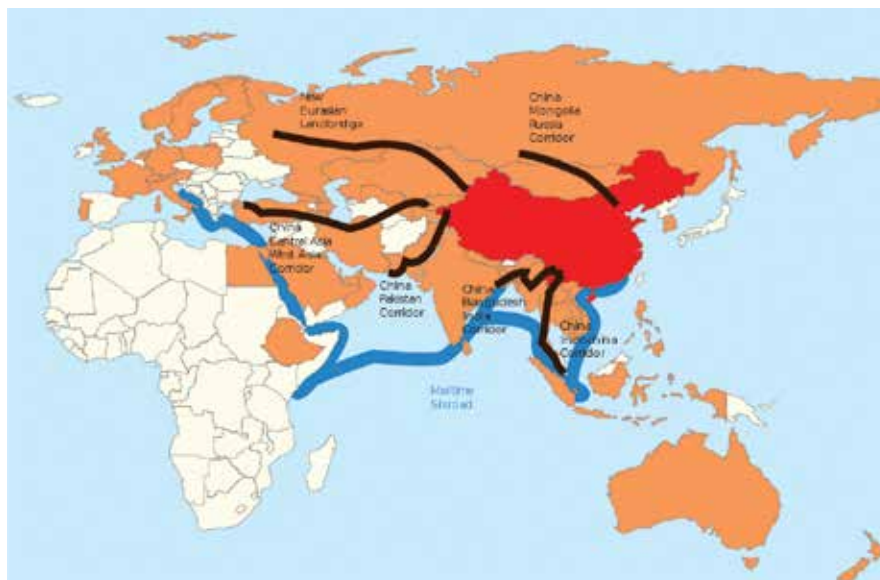 New
Eurasian
Landbridge
China
Mongolia
Russia
Corridor
China
Central Asia
West Asia
Corridor
China
Pakistan
Corridor
China
Bangladesh
India
Corridor
China
Indochina
Corridor
Maritime
Silkroad